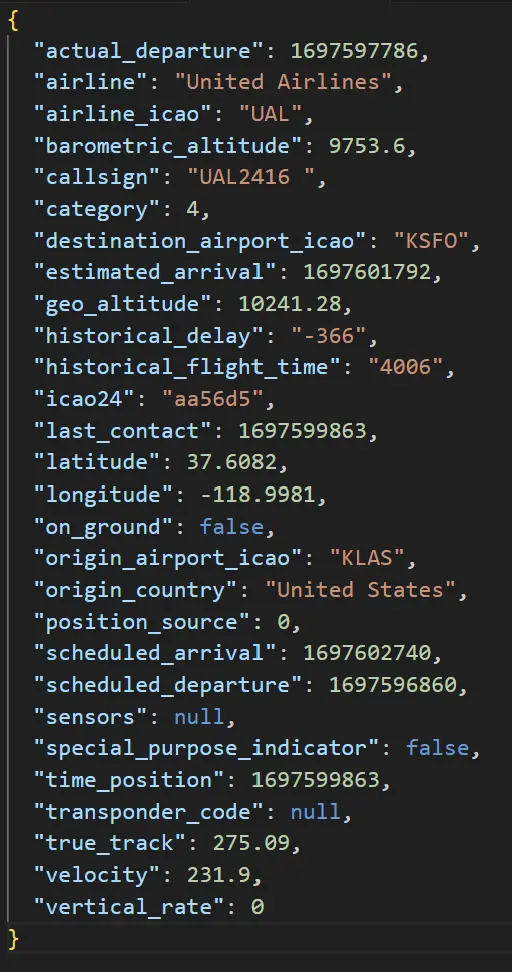 {
"actual_departure": 1697597786,
"airline": "United Airlines",
"airline_icao": "UAL",
"barometric_altitude": 9753.6,
"callsign": "UAL2416 ",
"category": 4,
"destination_airport_icao": "KSFO",
"estimated_arrival": 1697601792,
"geo_altitude": 10241.28,
"historical_delay": "-366",
"historical_flight_time": "4006",
"icao24": "aa56d5",
"last_contact": 1697599863,
"latitude": 37.6082,
"longitude": -118.9981,
"on_ground": false,
"origin_airport_icao": "KLAS",
"origin_country": "United States",
"position_source": 0,
"scheduled_arrival": 1697602740,
"scheduled_departure": 1697596860,
"sensors": null,
"special_purpose_indicator": false,
"time_position": 1697599863,
"transponder_code": null,
"true_track": 275.09,
"velocity": 231.9,
"vertical_rate": 0
}